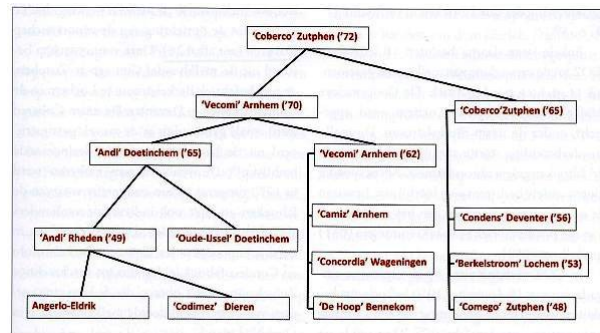 'Coberco' Zutphen ('72)
'Vecomi' Arnhem ('70)
'Coberco'Zutphen ('65)
'Andi' Doetinchem ('65)
'Vecomi' Arnhem ('62)
'Camiz' Arnhem
'Condens' Deventer ('56)
'Andi' Rheden ('49)
'Oude-IJssel' Doetinchem
'Concordia' Wageningen
'Berkelstroom' Lochem ('53)
Angerlo-Eldrik
'Codimez' Dieren
'De Hoop' Bennekom
'Comego' Zutphen ('48)